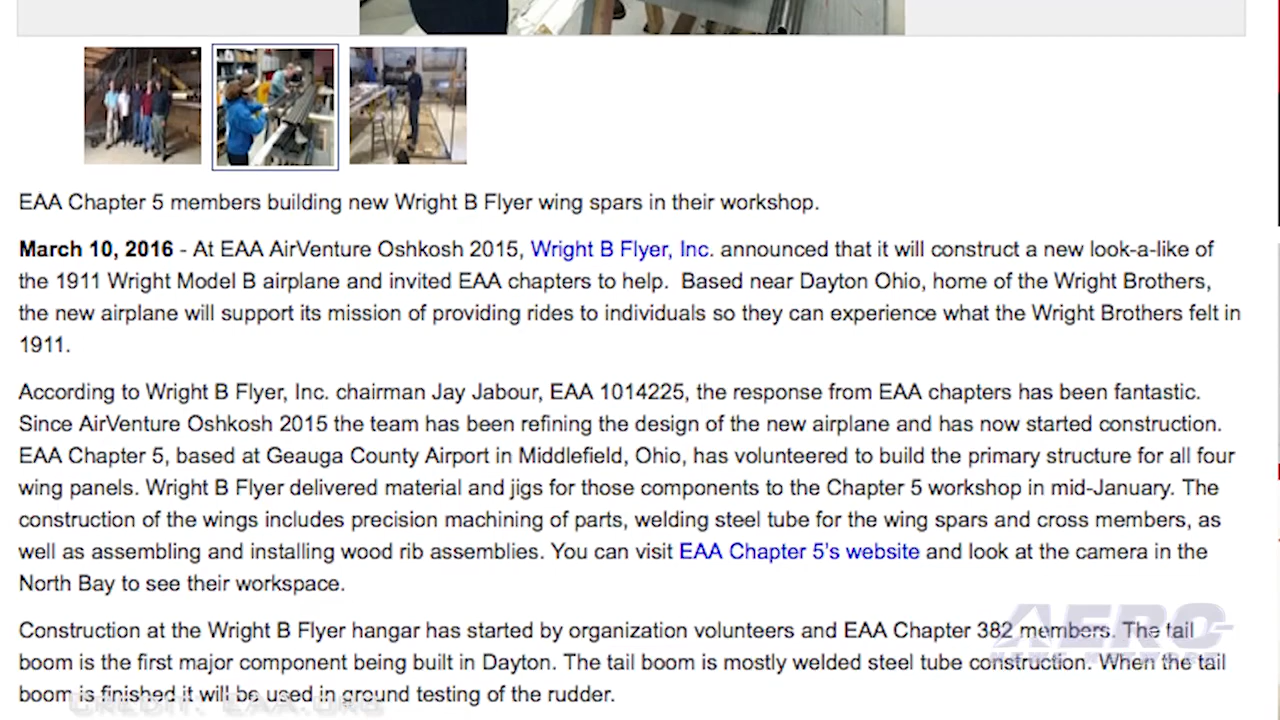 EAA Chapter 5 members building new Wright B Flyer wing spars in their workshop.
March 10, 2016 - At EAA AirVenture Oshkosh 2015, Wright B Flyer, Inc. announced that it will construct a new look-a-like of
the 1911 Wright Model B airplane and invited EAA chapters to help.  Based near Dayton Ohio, home of the Wright Brothers,
the new airplane will support its mission of providing rides to individuals so they can experience what the Wright Brothers felt in
1911.
According to Wright B Flyer, Inc. chairman Jay Jabour, EAA 1014225, the response from EAA chapters has been fantastic.
Since AirVenture Oshkosh 2015 the team has been refining the design of the new airplane and has now started construction.
EAA Chapter 5, based at Geauga County Airport in Middlefield, Ohio, has volunteered to build the primary structure for all four
wing panels. Wright B Flyer delivered material and jigs for those components to the Chapter 5 workshop in mid-January. The
construction of the wings includes precision machining of parts, welding steel tube for the wing spars and cross members, as
well as assembling and installing wood rib assemblies. You can visit EAA Chapter 5's website and look at the camera in the
North Bay to see their workspace.
Construction at the Wright B Flyer hangar has started by organization volunteers and EAA Chapter 382 members. The tail
boom is the first major component being built in Dayton. The tail boom is mostly welded steel tube construction. When the tail
boom is finished it will be used in ground testing of the rudder.
AERO
NEWS NETWORK
CREDIT: EAA.ORG